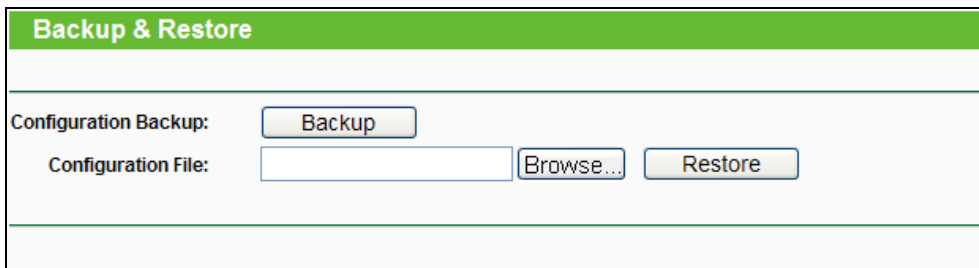 Backup & Restore
Configuration Backup: Backup
Configuration File: Browse... Restore